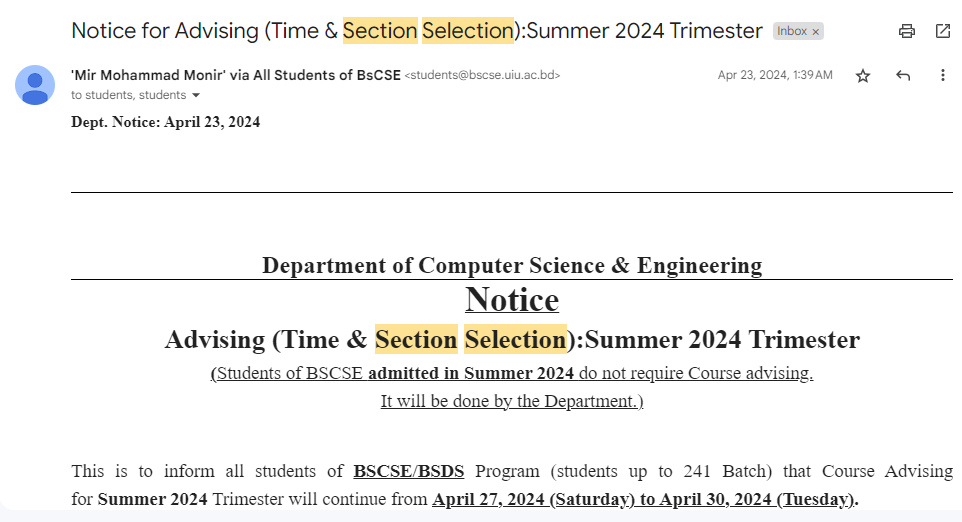 Notice for Advising (Time & Section Selection):Summer 2024 Trimester Inbox ×
'Mir Mohammad Monir' via All Students of BsCSE <students@bscse.uiu.ac.bd> Apr 23, 2024, 1:39 AM
to students, students
Dept. Notice: April 23, 2024
Department of Computer Science & Engineering
Notice
Advising (Time & Section Selection):Summer 2024 Trimester
(Students of BSCSE admitted in Summer 2024 do not require Course advising.
It will be done by the Department.)
This is to inform all students of BSCSE/BSDS Program (students up to 241 Batch) that Course Advising
for Summer 2024 Trimester will continue from April 27, 2024 (Saturday) to April 30, 2024 (Tuesday).